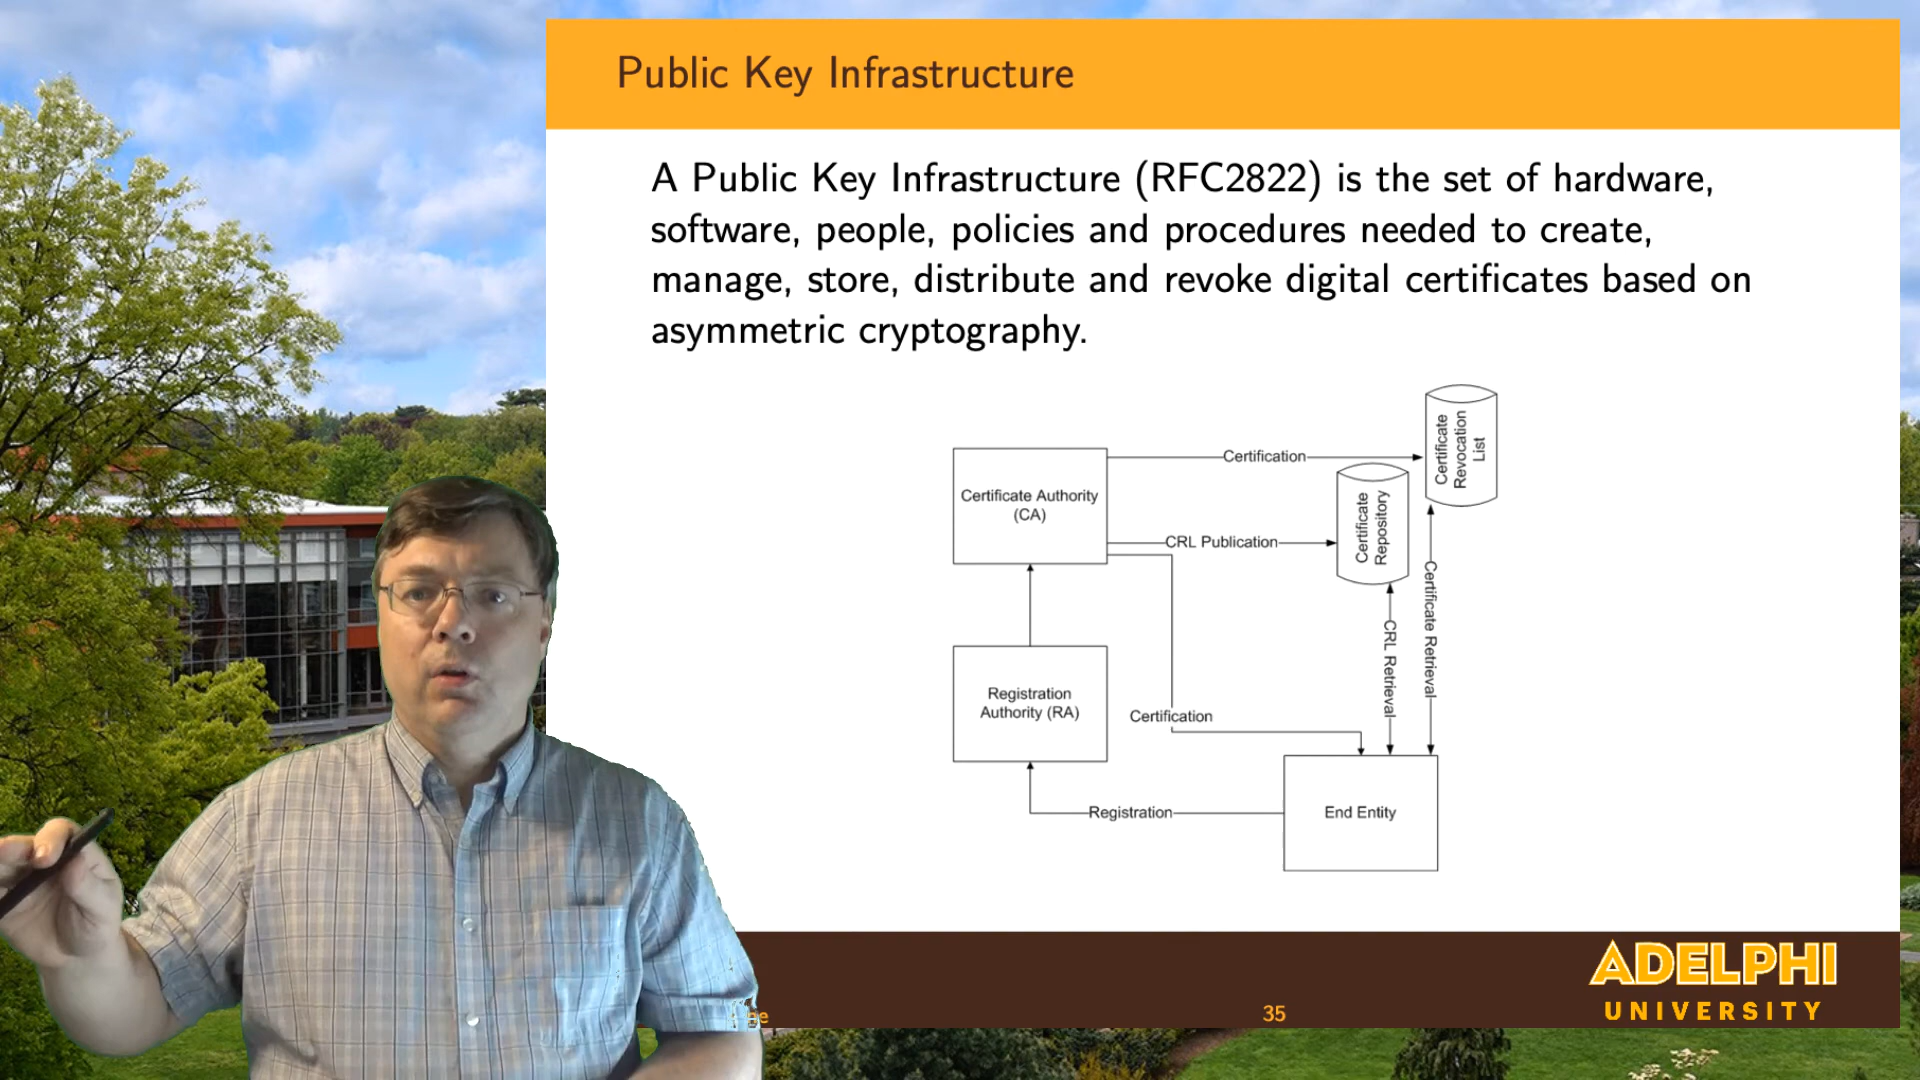 Public Key Infrastructure
A Public Key Infrastructure (RFC2822) is the set of hardware,
software, people, policies and procedures needed to create,
manage, store, distribute and revoke digital certificates based on
asymmetric cryptography.
Certificate
Revocation
List
Certification
Certificate Authority
(CA)
Certificate
Repository
CRL Publication
Certificate Retrieval
CRL Retrieval
Registration
Authority (RA)
Certification
Registration
End Entity
35
ADELPHI
UNIVERSITY